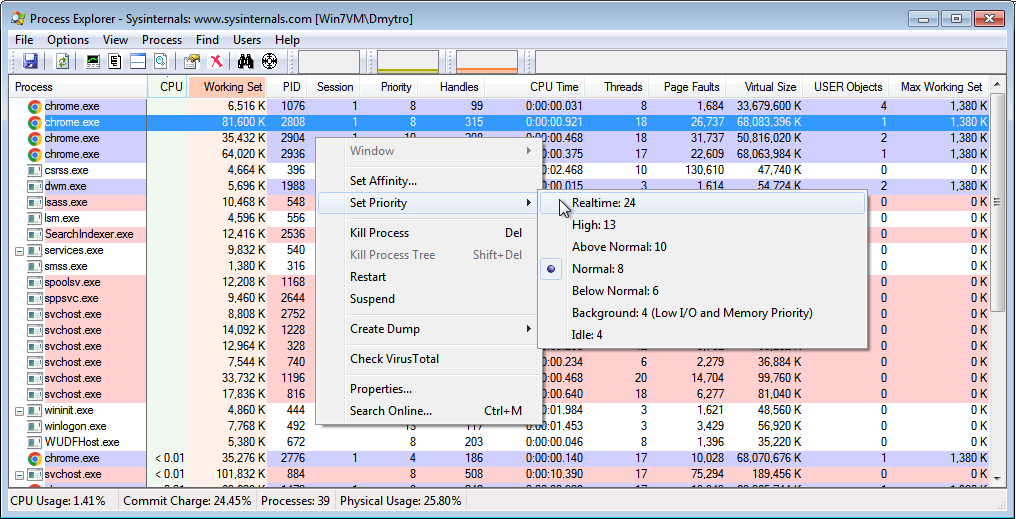 Process Explorer - Sysinternals: www.sysinternals.com [Win7VM\Dmytro]
File Options View Process Find Users Help
Process CPU Working Set PID Session Priority Handles CPU Time Threads Page Faults Virtual Size USER Objects Max Working Set
chrome.exe 6,516 K 1076 1 8 99 0:00:00.031 8 1,684 33,679,600 K 4 1,380 K
chrome.exe 81,600 K 2808 1 8 315 0:00:00.921 18 26,737 68,083,396 K 1 1,380 K
chrome.exe 35,432 K 2904 0:00:00.468 18 31,737 50,816,020 K 2 1,380 K
chrome.exe 64,020 K 2936 Window 0:00:00.375 17 22,609 68,063,984 K 1 1,380 K
csrss.exe 4,664 K 396 0:00:02.468 10 130,610 47,740 K 0 0 K
dwm.exe 5,696 K 1988 Set Affinity... 0:00:00.015 3 1,614 54,724 K 2 1,380 K
lsass.exe 10,468 K 548 Set Priority Realtime: 24 0 0 K
lsm.exe 4,596 K 556 High: 13 0 0 K
SearchIndexer.exe 12,416 K 2536 Kill Process Del 0 0 K
services.exe 9,832 K 540 Kill Process Tree Shift+Del Above Normal: 10 0 0 K
smss.exe 1,380 K 316 Restart Normal: 8 0 0 K
spoolsv.exe 12,208 K 1168 Below Normal: 6 0 0 K
sppsvc.exe 9,460 K 2644 Suspend 0 0 K
svchost.exe 8,808 K 2752 Background: 4 (Low I/O and Memory Priority) 0 0 K
svchost.exe 14,092 K 1228 Create Dump Idle: 4 0 0 K
svchost.exe 12,964 K 328 0 0 K
svchost.exe 7,544 K 740 Check VirusTotal 0:00:00.234 6 2,279 36,884 K 0 0 K
svchost.exe 33,732 K 1196 0:00:00.468 20 14,704 99,760 K 0 0 K
svchost.exe 17,836 K 816 Properties... 0:00:00.640 18 6,277 81,040 K 0 0 K
wininit.exe 4,860 K 444 Search Online... Ctrl+M 0:00:01.984 3 1,621 48,560 K 0 0 K
winlogon.exe 7,768 K 492 0:00:01.453 3 3,429 56,920 K 0 0 K
WUDFHost.exe 5,380 K 672 0 8 203 0:00:00.046 8 1,396 35,220 K 0 0 K
chrome.exe < 0.01 35,276 K 2776 1 4 186 0:00:00.140 17 10,028 68,070,676 K 1 1,380 K
svchost.exe < 0.01 101,832 K 884 0 8 508 0:00:10.390 17 75,294 189,456 K 0 0 K
CPU Usage: 1.41% Commit Charge: 24.45% Processes: 39 Physical Usage: 25.80%